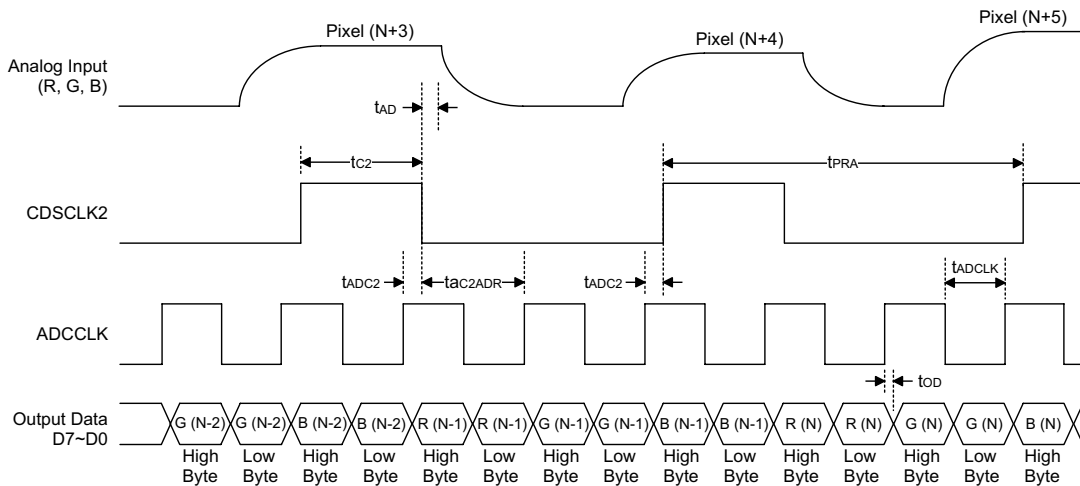 Pixel (N+3)
Pixel (N+4)
Pixel (N+5)
Analog Input
(R, G, B)
tAD
tC2
tPRA
CDSCLK2
tADC2
taC2ADR
tADC2
tADCLK
ADCCLK
tOD
Output Data
D7~D0
G (N-2) G (N-2) B (N-2) B (N-2) R (N-1) R (N-1) G (N-1) G (N-1) B (N-1) B (N-1) R (N) R (N) G (N) G (N) B (N)
High Low High Low High Low High Low High Low High Low High Low High
Byte Byte Byte Byte Byte Byte Byte Byte Byte Byte Byte Byte Byte Byte Byte